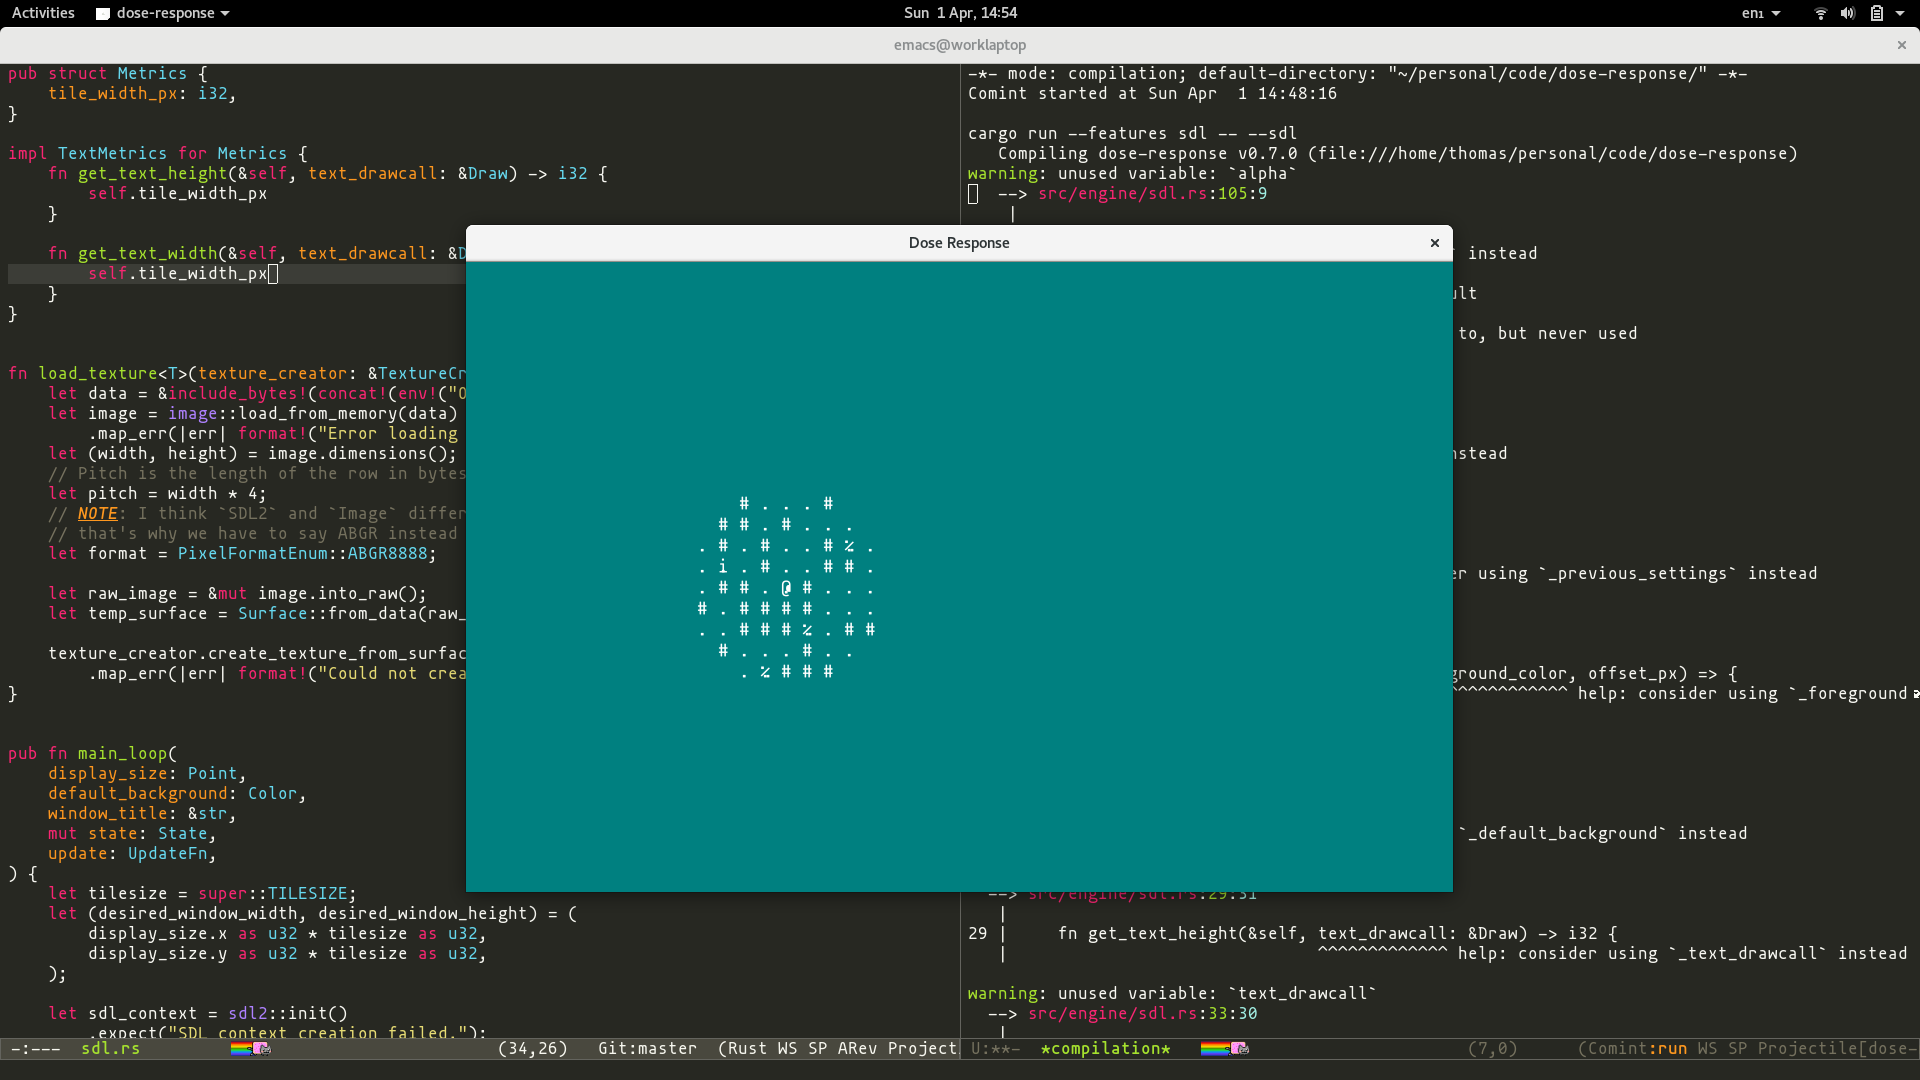 Activities dose-response Sun 1 Apr, 14:54 en₁
emacs@worklaptop ×
pub struct Metrics {
    tile_width_px: i32,
}
impl TextMetrics for Metrics {
    fn get_text_height(&self, text_drawcall: &Draw) -> i32 {
        self.tile_width_px
    }
    fn get_text_width(&self, text_drawcall: &D
        self.tile_width_px
    }
}
fn load_texture<T>(texture_creator: &TextureCr
    let data = &include_bytes!(concat!(env!("O
    let image = image::load_from_memory(data)
        .map_err(|err| format!("Error loading
    let (width, height) = image.dimensions();
    // Pitch is the length of the row in bytes
    let pitch = width * 4;
    // NOTE: I think `SDL2` and `Image` differ
    // that's why we have to say ABGR instead
    let format = PixelFormatEnum::ABGR8888;
    let raw_image = &mut image.into_raw();
    let temp_surface = Surface::from_data(raw_
    texture_creator.create_texture_from_surfac
        .map_err(|err| format!("Could not crea
}
pub fn main_loop(
    display_size: Point,
    default_background: Color,
    window_title: &str,
    mut state: State,
    update: UpdateFn,
) {
    let tilesize = super::TILESIZE;
    let (desired_window_width, desired_window_height) = (
        display_size.x as u32 * tilesize as u32,
        display_size.y as u32 * tilesize as u32,
    );
    let sdl_context = sdl2::init()
        .expect("SDL context creation failed.");
-:--- sdl.rs (34,26) Git:master (Rust WS SP ARev Project
-*- mode: compilation; default-directory: "~/personal/code/dose-response/" -*-
Comint started at Sun Apr  1 14:48:16
cargo run --features sdl -- --sdl
   Compiling dose-response v0.7.0 (file:///home/thomas/personal/code/dose-response)
warning: unused variable: `alpha`
   --> src/engine/sdl.rs:105:9
    |
instead
ult
to, but never used
nstead
er using `_previous_settings` instead
ground_color, offset_px) => {
^^^^^^^^^^^^ help: consider using `_foreground
`_default_background` instead
  --> src/engine/sdl.rs:29:31
   |
29 |     fn get_text_height(&self, text_drawcall: &Draw) -> i32 {
   |                               ^^^^^^^^^^^^^ help: consider using `_text_drawcall` instead
warning: unused variable: `text_drawcall`
  --> src/engine/sdl.rs:33:30
   |
U:**- *compilation* (7,0) (Comint:run WS SP Projectile[dose-
Dose Response ×
# . . . #
# # . # . . .
. # . # . . # % .
. i . # . . # # .
. # # . @ # . . .
# . # # # # . . .
. . # # # % . # #
# . . . # . .
. % # # #